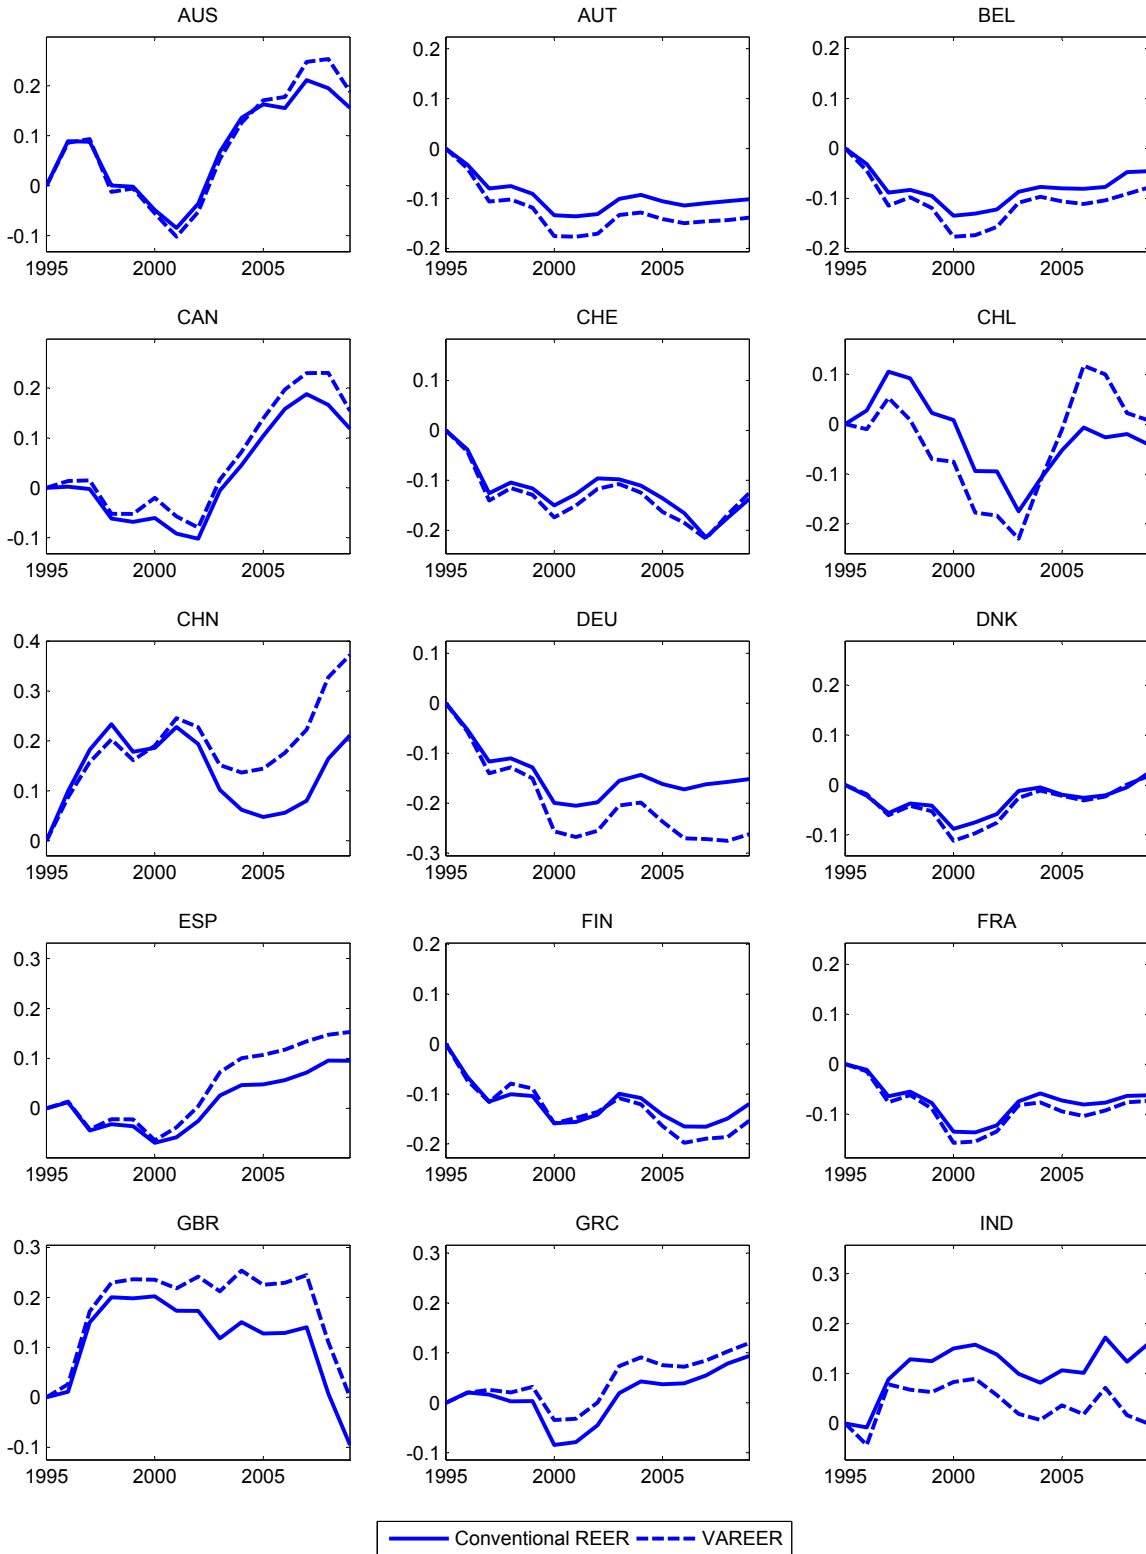 AUS AUT BEL
0.2 0.2 0.2
0.1 0.1 0.1
0 0 0
-0.1 -0.1 -0.1
-0.2 -0.2
1995 2000 2005 1995 2000 2005 1995 2000 2005
CAN CHE CHL
0.2 0.1 0.1
0.1 0 0
0 -0.1 -0.1
-0.1 -0.2 -0.2
1995 2000 2005 1995 2000 2005 1995 2000 2005
CHN DEU DNK
0.4 0.1 0.2
0.3 0 0.1
0.2 -0.1 0
0.1 -0.2 -0.1
0 -0.3
1995 2000 2005 1995 2000 2005 1995 2000 2005
ESP FIN FRA
0.3 0.2 0.2
0.2 0.1 0.1
0.1 0 0
0 -0.1 -0.1
-0.2
1995 2000 2005 1995 2000 2005 1995 2000 2005
GBR GRC IND
0.3 0.3 0.3
0.2 0.2 0.2
0.1 0.1 0.1
0 0 0
-0.1 -0.1
1995 2000 2005 1995 2000 2005 1995 2000 2005
Conventional REER VAREER